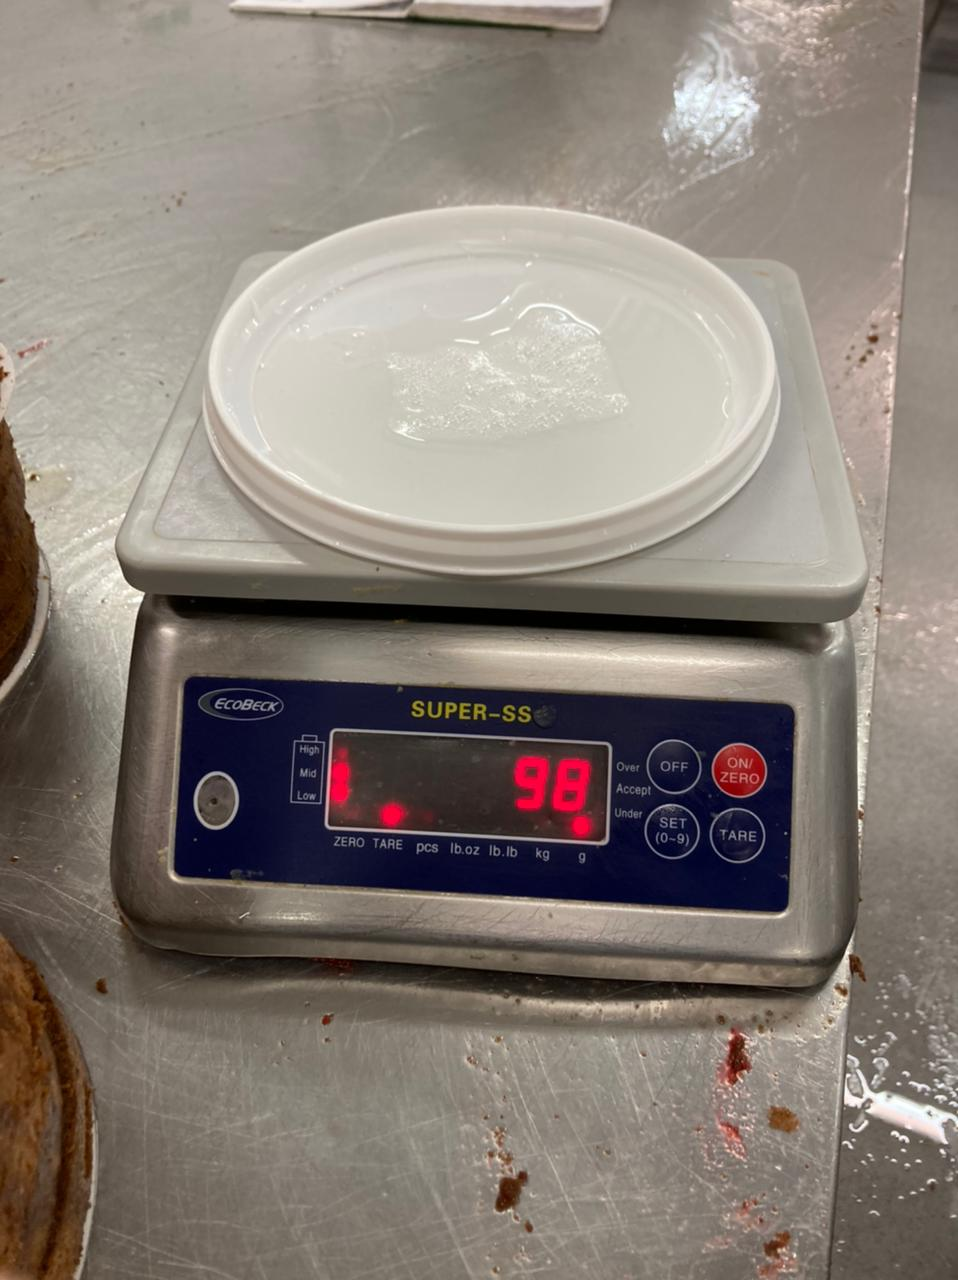 ECOBECK
SUPER-SS
High
Mid
Low
98
Over
Accept
Under
OFF
ON/
ZERO
SET
(0~9)
TARE
ZERO TARE pcs lb.oz lb.lb kg g